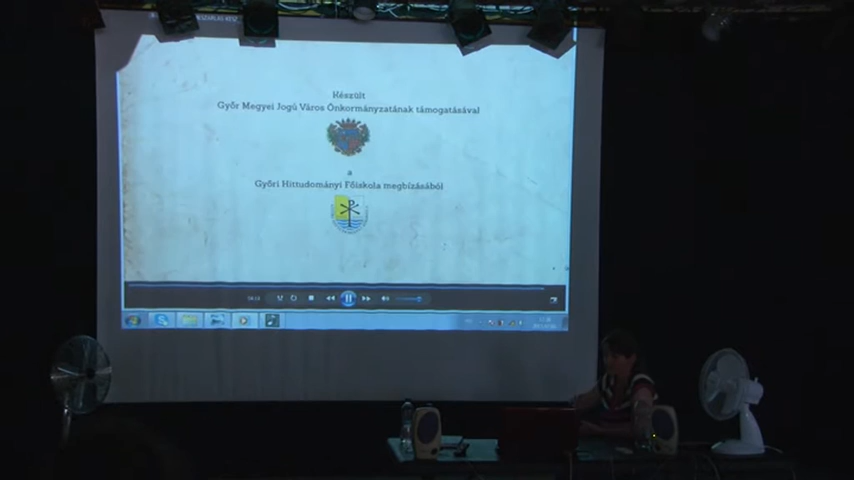 Készült
Győr Megyei Jogú Város Önkormányzatának támogatásával
a
Győri Hittudományi Főiskola megbízásából